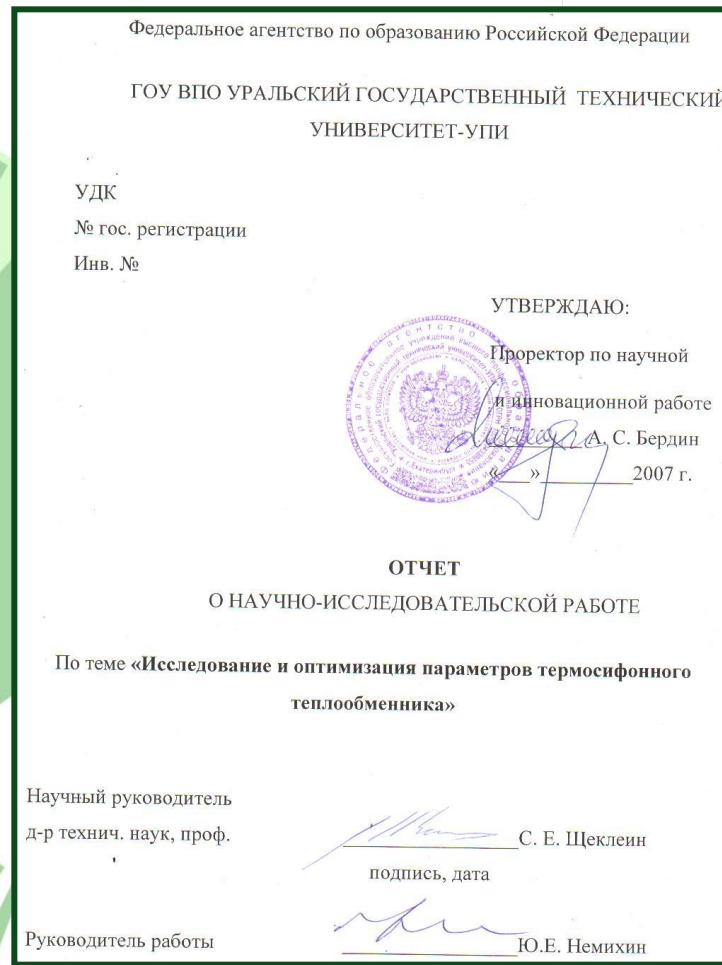 Федеральное агентство по образованию Российской Федерации
ГОУ ВПО УРАЛЬСКИЙ ГОСУДАРСТВЕННЫЙ ТЕХНИЧЕСКИЙ
УНИВЕРСИТЕТ-УПИ
УДК
№ гос. регистрации
Инв. №
УТВЕРЖДАЮ:
Проректор по научной
и инновационной работе
А. С. Бердин
«___»__________2007 г.
ОТЧЕТ
О НАУЧНО-ИССЛЕДОВАТЕЛЬСКОЙ РАБОТЕ
По теме «Исследование и оптимизация параметров термосифонного
теплообменника»
Научный руководитель
д-р технич. наук, проф.
С. Е. Щеклеин
подпись, дата
Руководитель работы
Ю.Е. Немихин